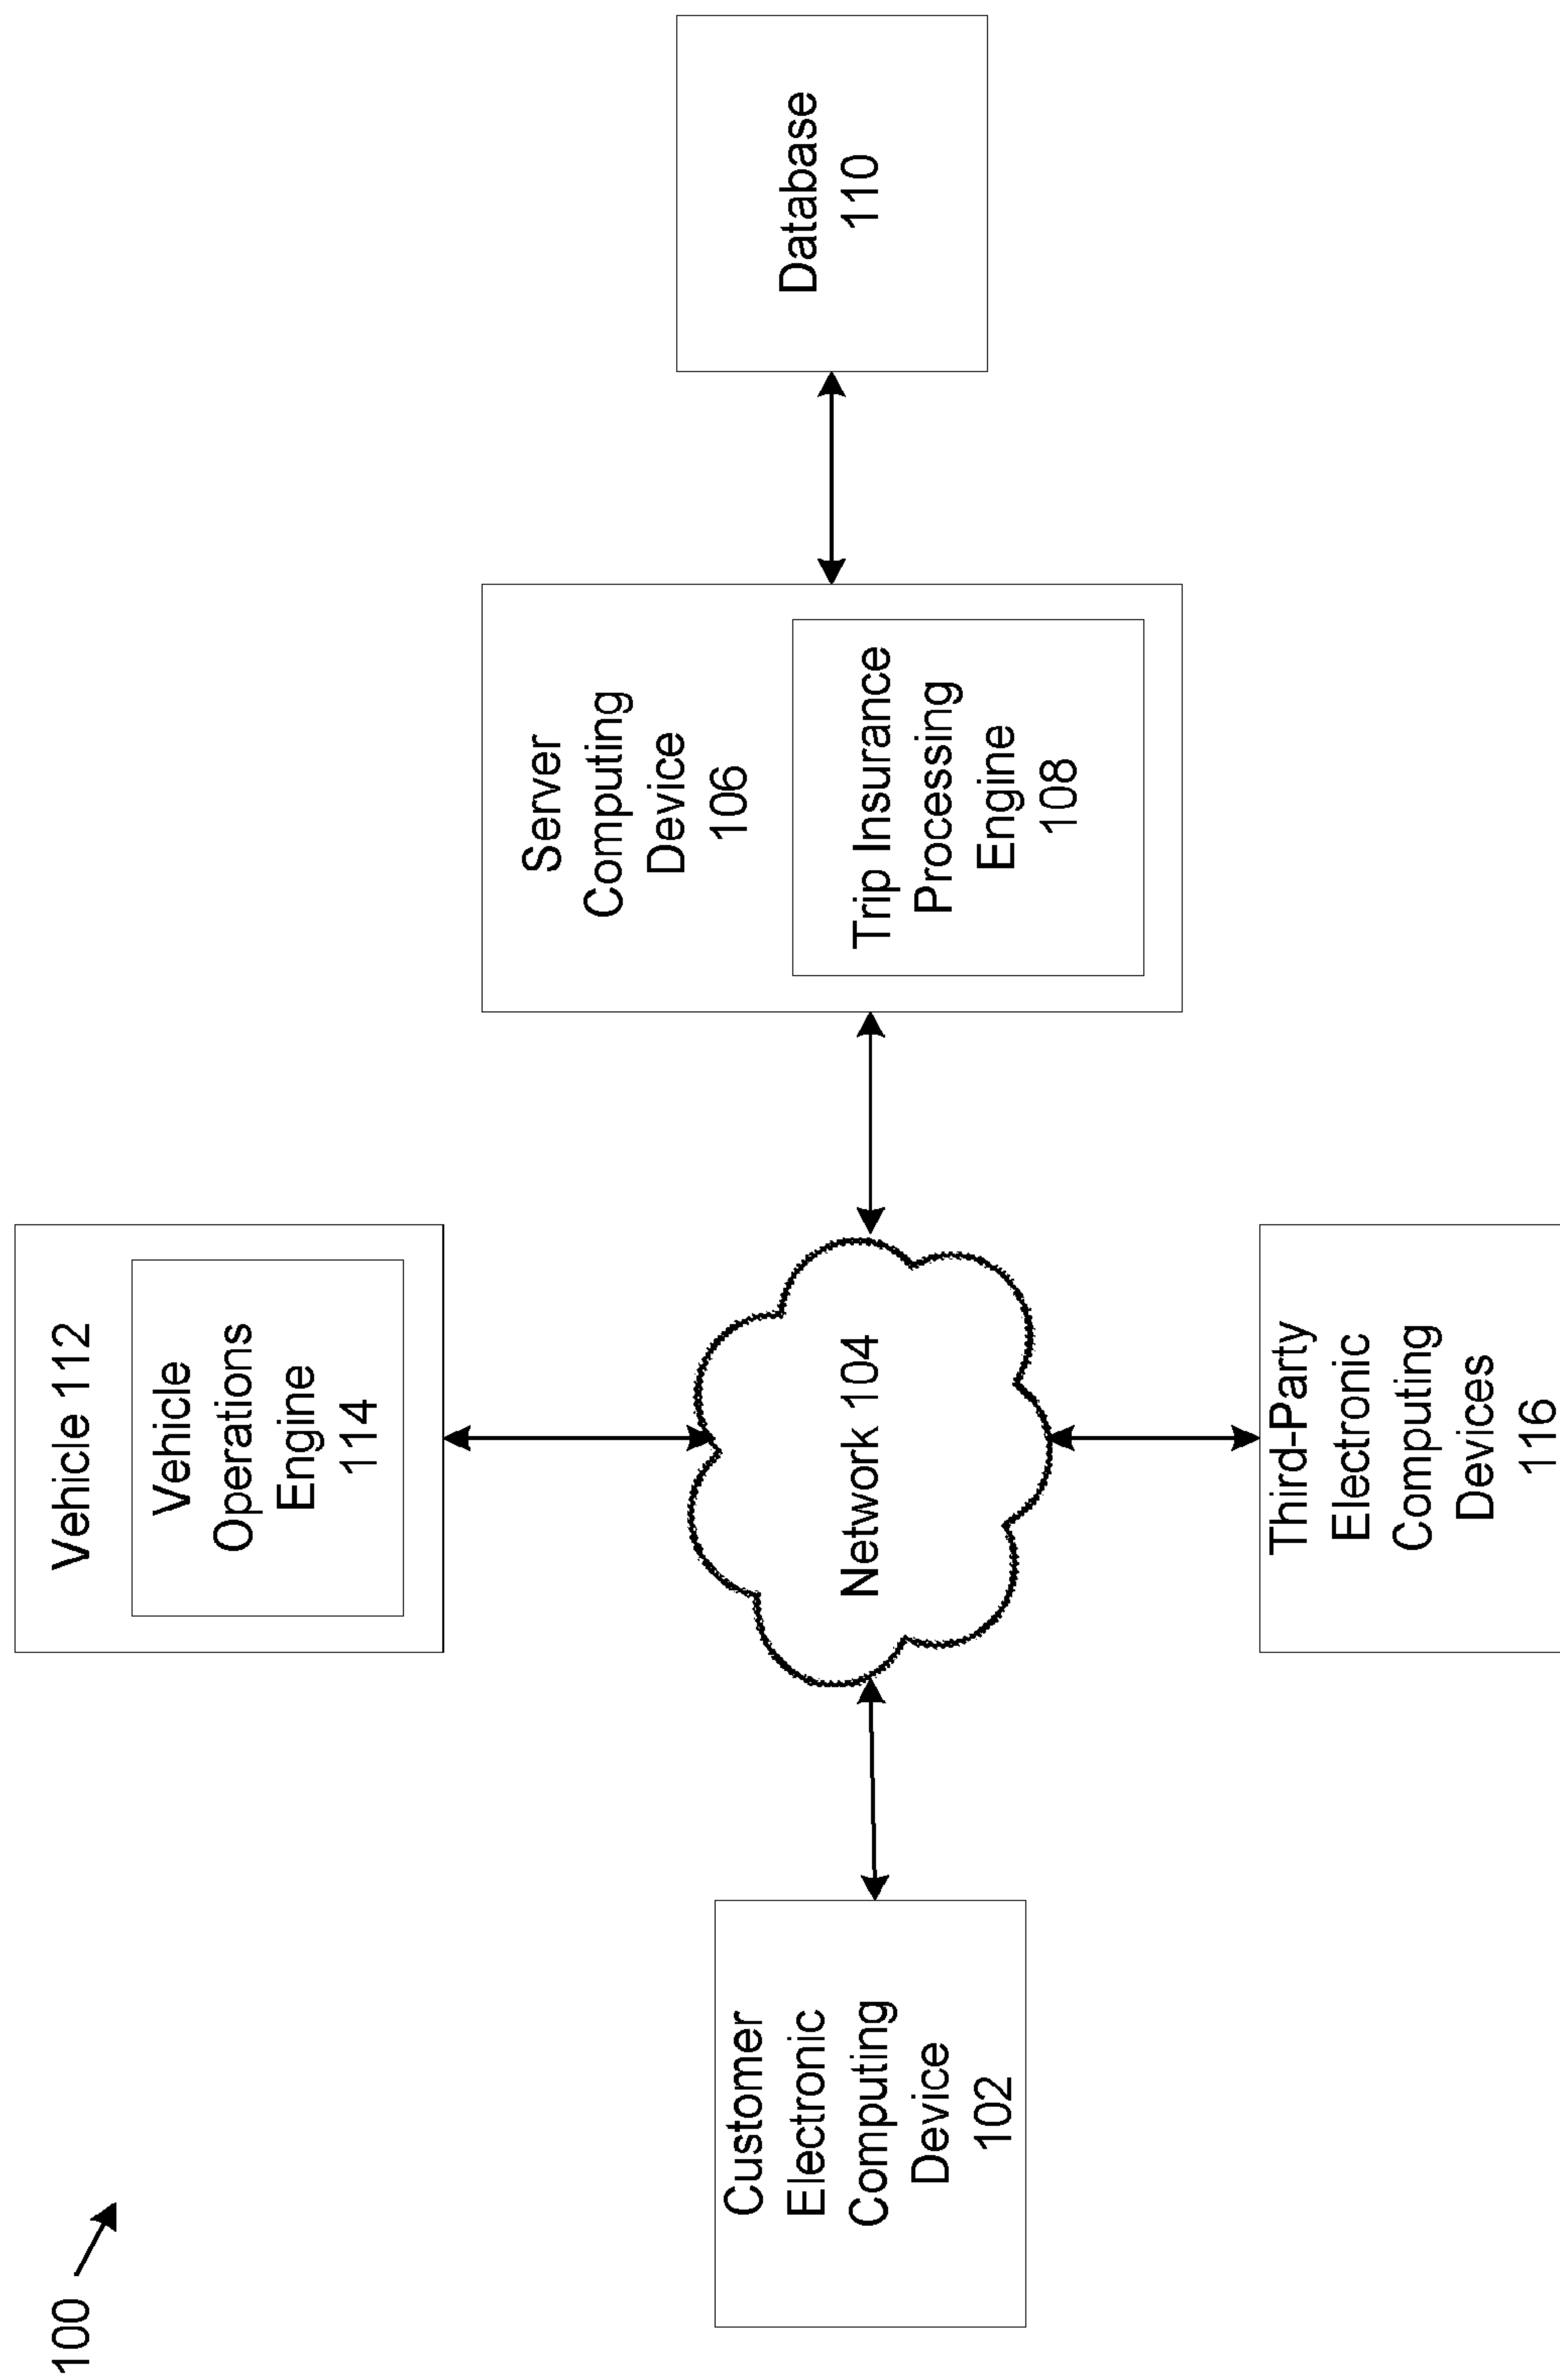 100
Vehicle 112
Vehicle
Operations
Engine
114
Customer
Electronic
Computing
Device
102
Network 104
Server
Computing
Device
106
Trip Insurance
Processing
Engine
108
Database
110
Third-Party
Electronic
Computing
Devices
116